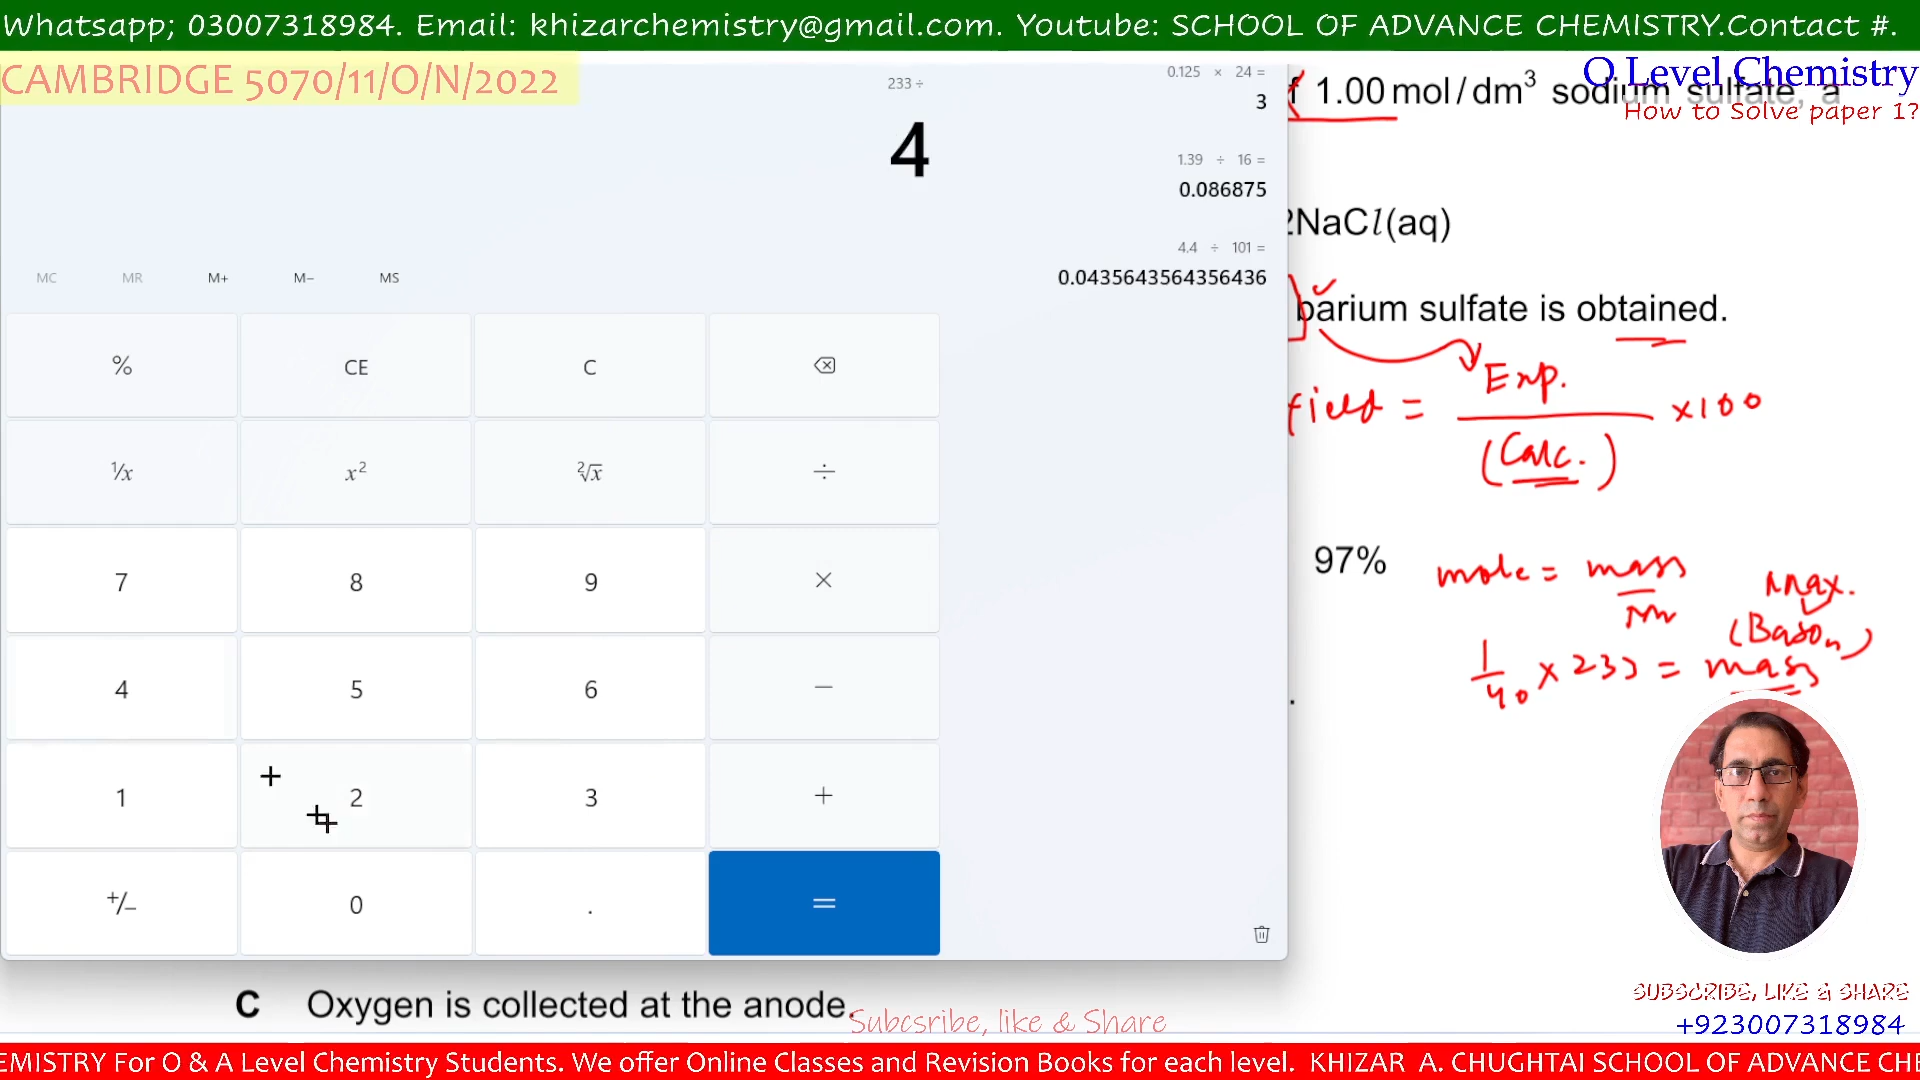 Whatsapp; 03007318984. Email: khizarchemistry@gmail.com. Youtube: SCHOOL OF ADVANCE CHEMISTRY.Contact #.
CAMBRIDGE 5070/11/O/N/2022
O Level Chemistry
How to Solve paper 1?
f 1.00 mol/dm³ sodium sulfate, a
2NaCl(aq)
barium sulfate is obtained.
Exp.
field = ——— ×100
(Calc.)
97%
mole = mass
Mr
max.
1/40 × 233 = mass
233 ÷
4
0.125 × 24 =
3
1.39 ÷ 16 =
0.086875
4.4 ÷ 101 =
0.0435643564356436
MC MR M+ M− MS
% CE C
⅟x x² ²√x ÷
7 8 9 ×
4 5 6 −
1 2 3 +
+/− 0 . =
C Oxygen is collected at the anode.
Subcsribe, like & Share
SUBSCRIBE, LIKE & SHARE
+923007318984
EMISTRY For O & A Level Chemistry Students. We offer Online Classes and Revision Books for each level. KHIZAR A. CHUGHTAI SCHOOL OF ADVANCE CHE